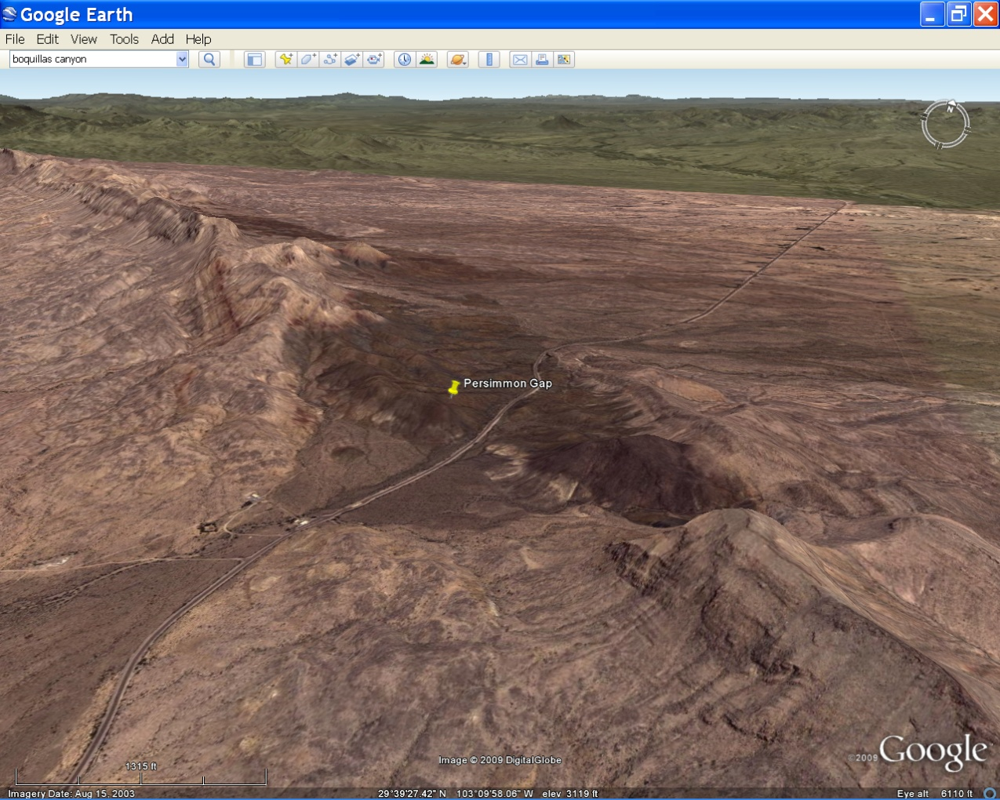 Google Earth
File Edit View Tools Add Help
boquillas canyon
N
Persimmon Gap
1315 ft
Image © 2009 DigitalGlobe
©2009 Google™
Imagery Date: Aug 15, 2003 29°39'27.42" N 103°09'58.06" W elev 3119 ft Eye alt 6110 ft